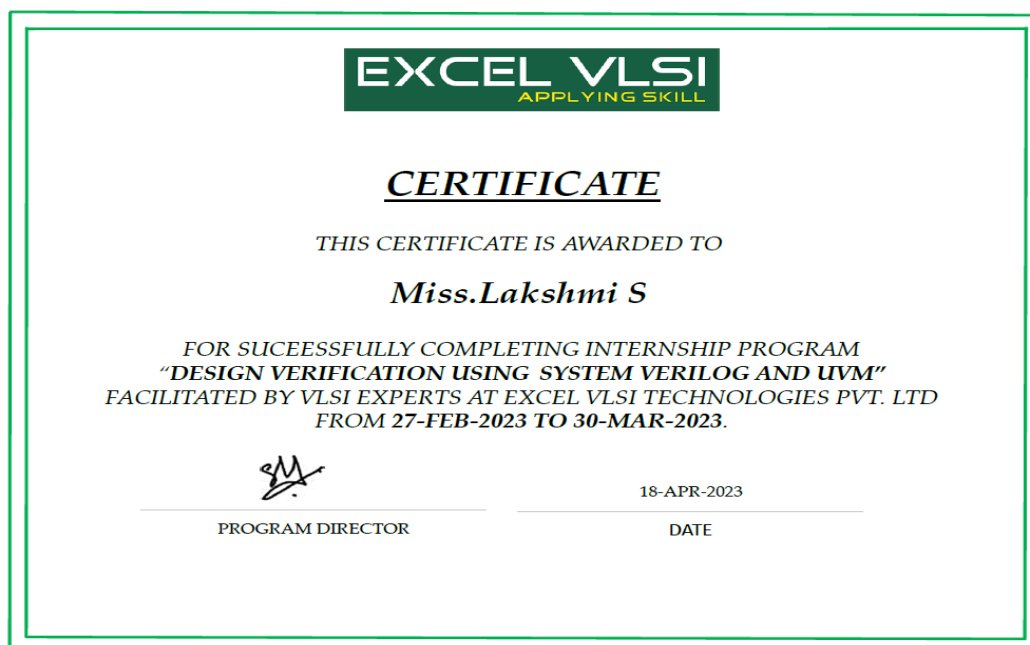 EXCEL VLSI
APPLYING SKILL
CERTIFICATE
THIS CERTIFICATE IS AWARDED TO
Miss.Lakshmi S
FOR SUCEESSFULLY COMPLETING INTERNSHIP PROGRAM
“DESIGN VERIFICATION USING SYSTEM VERILOG AND UVM”
FACILITATED BY VLSI EXPERTS AT EXCEL VLSI TECHNOLOGIES PVT. LTD
FROM 27-FEB-2023 TO 30-MAR-2023.
18-APR-2023
PROGRAM DIRECTOR
DATE